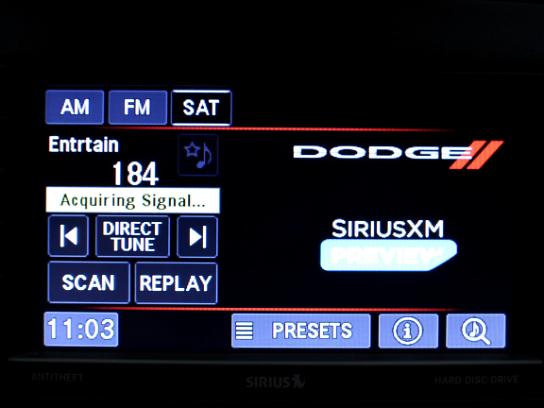 AM FM SAT
Entrtain
184
DODGE
Acquiring Signal...
DIRECT TUNE
SIRIUSXM
PREVIEW
SCAN REPLAY
11:03 PRESETS
ANTITHEFT SIRIUS HARD DISC DRIVE